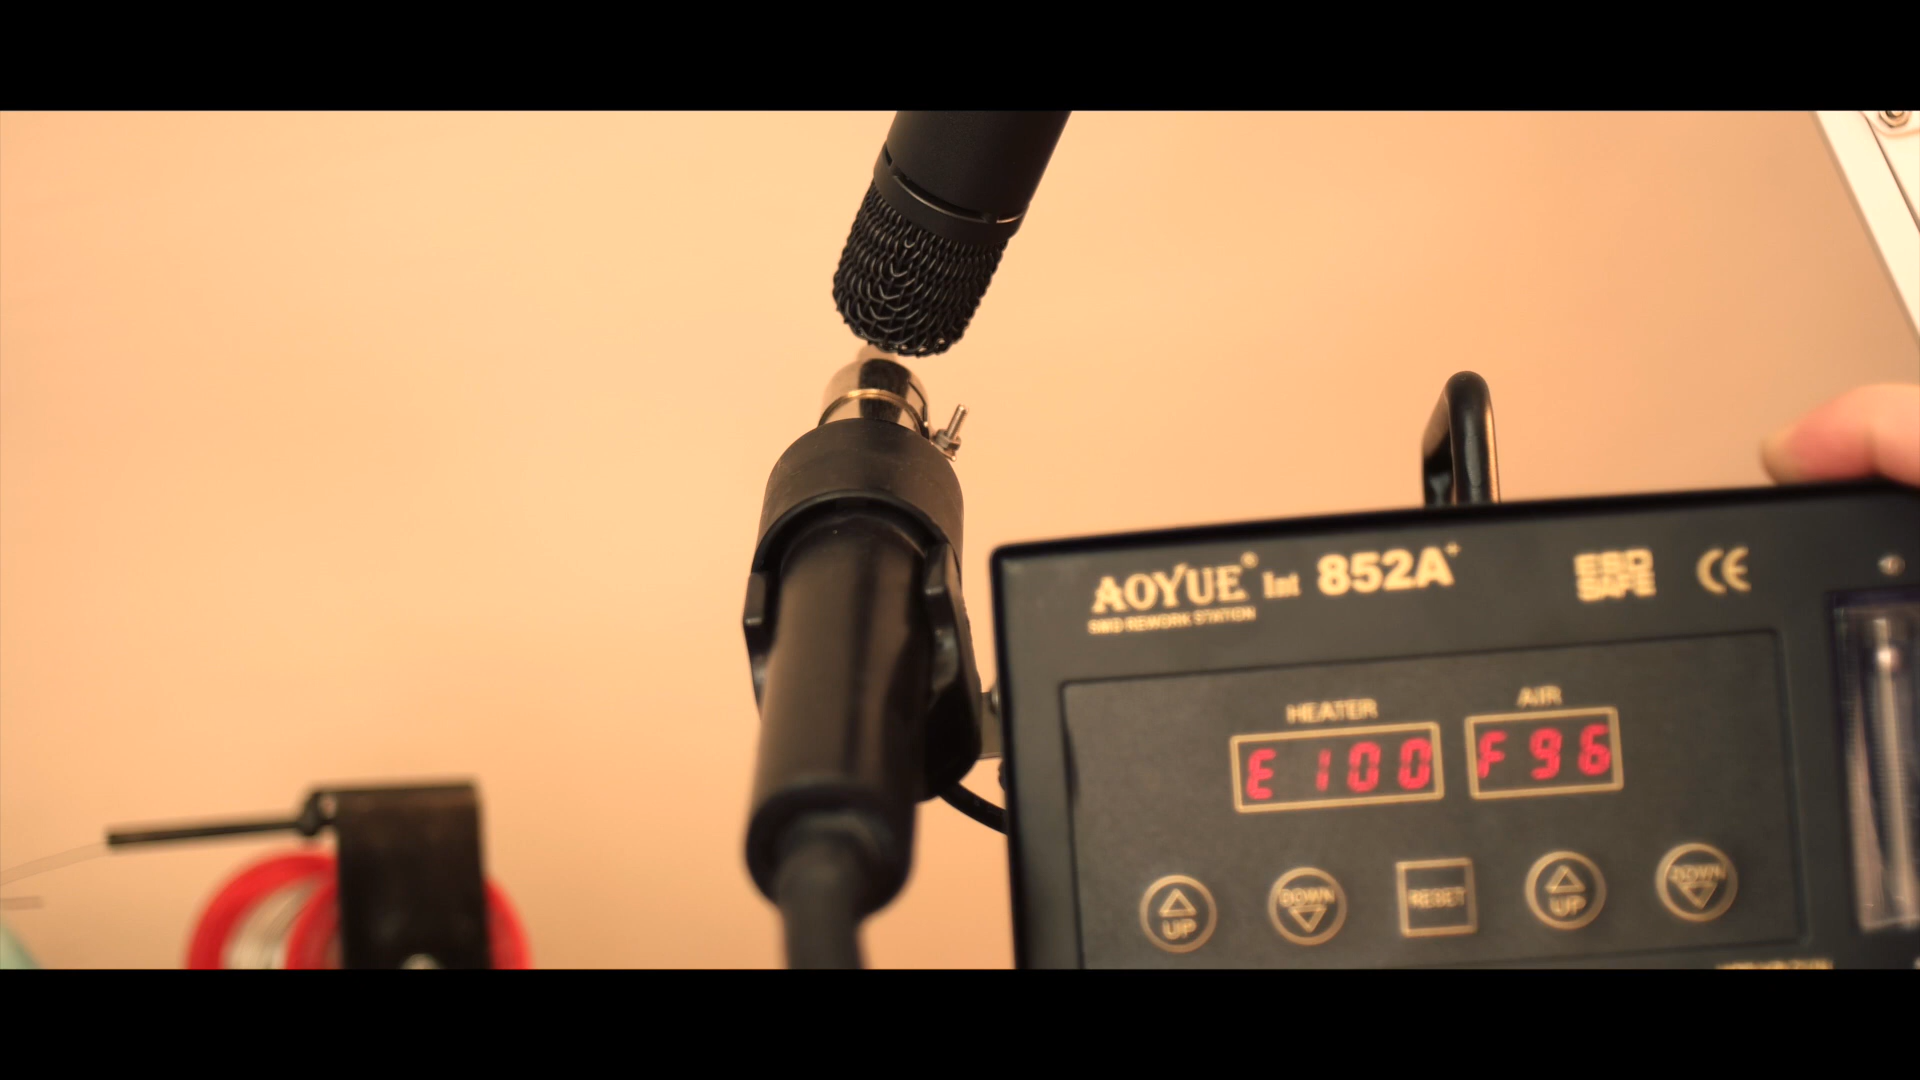 AOYUE® Int 852A+
SMD REWORK STATION
ESD
SAFE
CE
HEATER
AIR
E 100
F 96
UP
DOWN
RESET
UP
DOWN